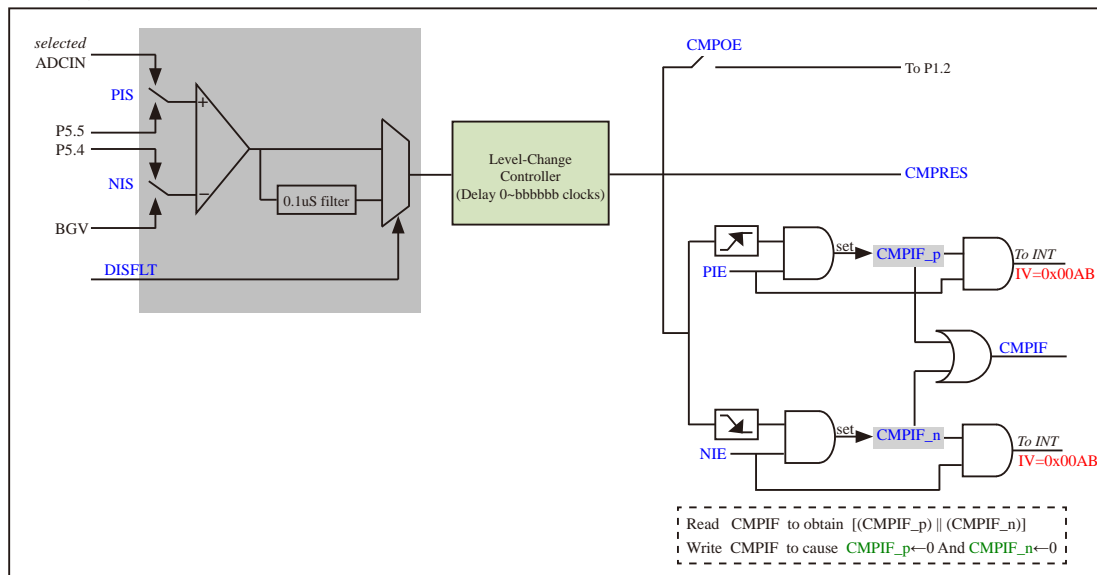 selected
ADCIN
PIS
P5.5
P5.4
NIS
BGV
DISFLT
+
−
0.1uS filter
Level-Change
Controller
(Delay 0~bbbbbb clocks)
CMPOE
To P1.2
CMPRES
PIE
set
CMPIF_p
To INT
IV=0x00AB
CMPIF
NIE
set
CMPIF_n
To INT
IV=0x00AB
Read CMPIF to obtain [(CMPIF_p) || (CMPIF_n)]
Write CMPIF to cause CMPIF_p←0 And CMPIF_n←0